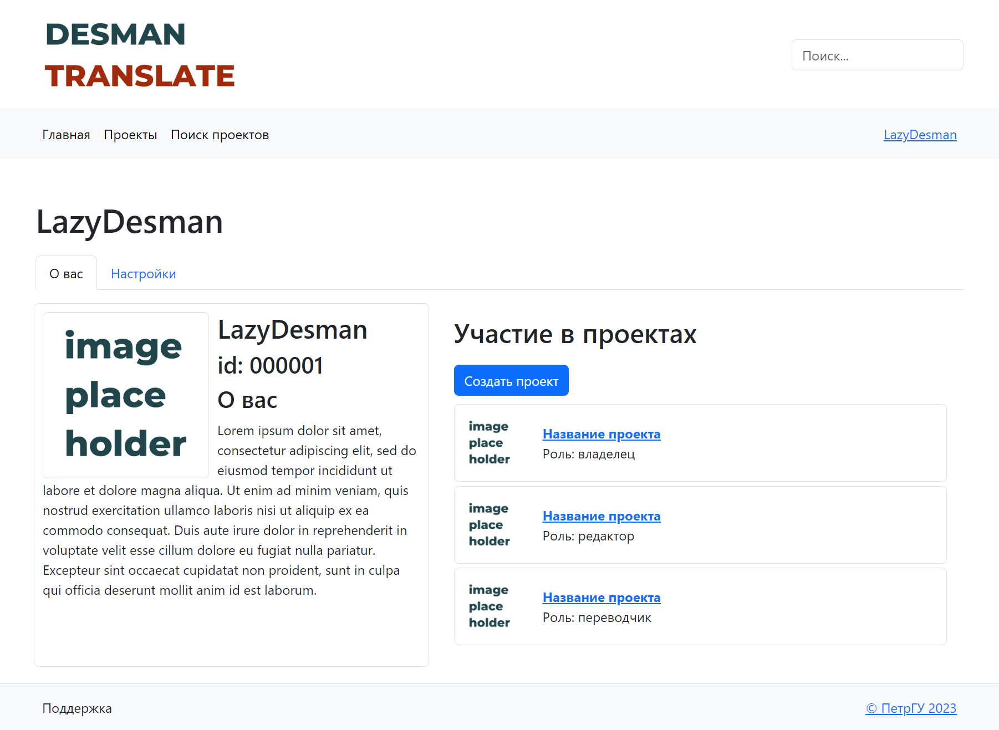 DESMAN
TRANSLATE
Поиск...
Главная Проекты Поиск проектов LazyDesman
LazyDesman
О вас Настройки
image
place
holder
LazyDesman
id: 000001
О вас
Lorem ipsum dolor sit amet,
consectetur adipiscing elit, sed do
eiusmod tempor incididunt ut
labore et dolore magna aliqua. Ut enim ad minim veniam, quis
nostrud exercitation ullamco laboris nisi ut aliquip ex ea
commodo consequat. Duis aute irure dolor in reprehenderit in
voluptate velit esse cillum dolore eu fugiat nulla pariatur.
Excepteur sint occaecat cupidatat non proident, sunt in culpa
qui officia deserunt mollit anim id est laborum.
Участие в проектах
Создать проект
image
place
holder
Название проекта
Роль: владелец
image
place
holder
Название проекта
Роль: редактор
image
place
holder
Название проекта
Роль: переводчик
Поддержка © ПетрГУ 2023